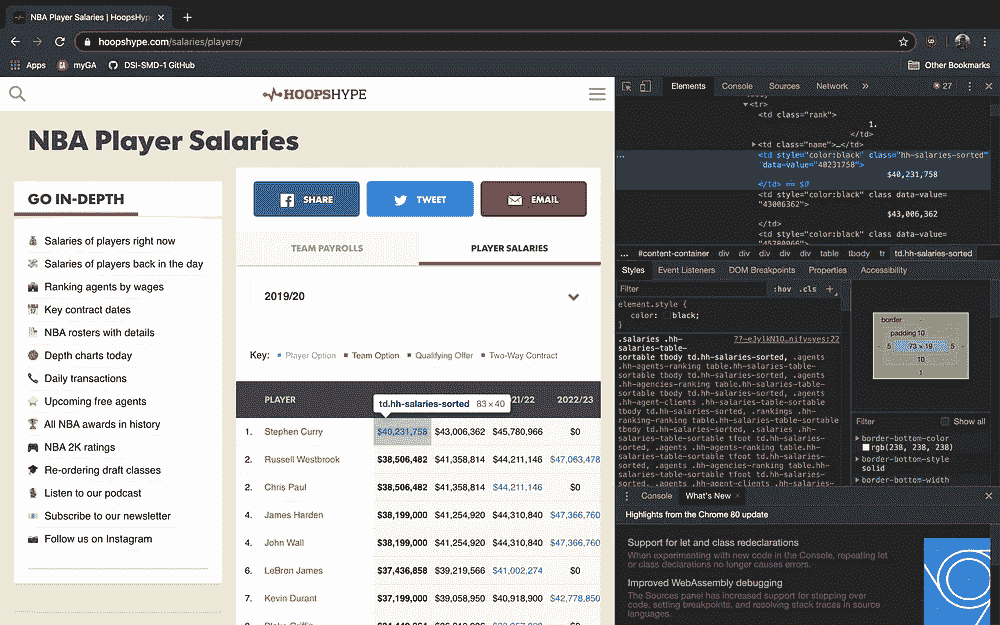 NBA Player Salaries | HoopsHyp
hoopshype.com/salaries/players/
Apps myGA DSI-SMD-1 GitHub Other Bookmarks
HOOPSHYPE
NBA Player Salaries
GO IN-DEPTH
Salaries of players right now
Salaries of players back in the day
Ranking agents by wages
Key contract dates
NBA rosters with details
Depth charts today
Daily transactions
Upcoming free agents
All NBA awards in history
NBA 2K ratings
Re-ordering draft classes
Listen to our podcast
Subscribe to our newsletter
Follow us on Instagram
SHARE TWEET EMAIL
TEAM PAYROLLS PLAYER SALARIES
2019/20
Key: Player Option Team Option Qualifying Offer Two-Way Contract
td.hh-salaries-sorted 83 × 40
PLAYER 21/22 2022/23
1. Stephen Curry $40,231,758 $43,006,362 $45,780,966 $0
2. Russell Westbrook $38,506,482 $41,358,814 $44,211,146 $47,063,478
2. Chris Paul $38,506,482 $41,358,814 $44,211,146 $0
4. James Harden $38,199,000 $41,254,920 $44,310,840 $47,366,760
4. John Wall $38,199,000 $41,254,920 $44,310,840 $47,366,760
6. LeBron James $37,436,858 $39,219,566 $41,002,274 $0
7. Kevin Durant $37,199,000 $39,058,950 $40,918,900 $42,778,850
Elements Console Sources Network » 27
<tr>
<td class="rank">
1.
</td>
<td class="name">…</td>
<td style="color:black" class="hh-salaries-sorted"
data-value="40231758">
$40,231,758
</td> == $0
<td style="color:black" class data-value=
"43006362">
$43,006,362
</td>
<td style="color:black" class data-value=
"45780966">
... #content-container div div div div div table tbody tr td.hh-salaries-sorted
Styles Event Listeners DOM Breakpoints Properties Accessibility
Filter :hov .cls +
element.style {
color: black;
}
.salaries .hh-
salaries-table-
sortable tbody td.hh-salaries-sorted, .agents
.hh-agents-ranking table.hh-salaries-table-
sortable tbody td.hh-salaries-sorted, .agents
.hh-agencies-ranking table.hh-salaries-table-
sortable tbody td.hh-salaries-sorted, .agents
.hh-agent-clients .hh-salaries-table-sortable
tbody td.hh-salaries-sorted, .rankings .hh-
ranking table.hh-salaries-table-sortable
tbody td.hh-salaries-sorted, .salaries .hh-
salaries-table-sortable tfoot td.hh-salaries-
sorted, .agents .hh-agents-ranking table.hh-
salaries-table-sortable tfoot td.hh-salaries-
sorted, .agents .hh-agencies-ranking table.hh-
salaries-table-sortable tfoot td.hh-salaries-
sorted, .agents .hh-agent-clients .hh-salaries-
border -
padding 10
- 5 73 × 19 5 -
10
1
Filter Show all
border-bottom-color
rgb(238, 238, 238)
border-bottom-style
solid
border-bottom-width
Console What's New ×
Highlights from the Chrome 80 update
Support for let and class redeclarations
When experimenting with new code in the Console, repeating let
or class declarations no longer causes errors.
Improved WebAssembly debugging
The Sources panel has increased support for stepping over
code, setting breakpoints, and resolving stack traces in source
languages.